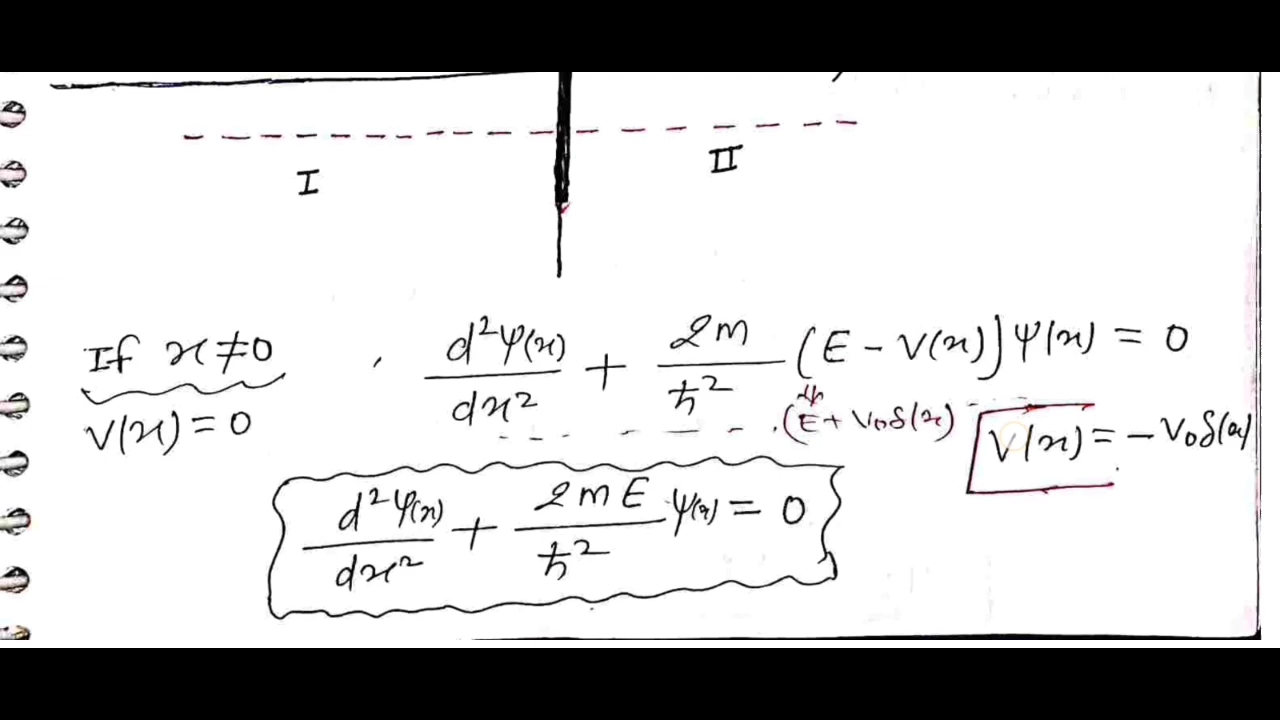 I
II
If x≠0 , d²ψ(x)/dx² + 2m/ħ² (E - V(x)) ψ(x) = 0
V(x) = 0
(E + V₀δ(x)
V(x) = - V₀δ(x)
d²ψ(x)/dx² + 2mE/ħ² ψ(x) = 0